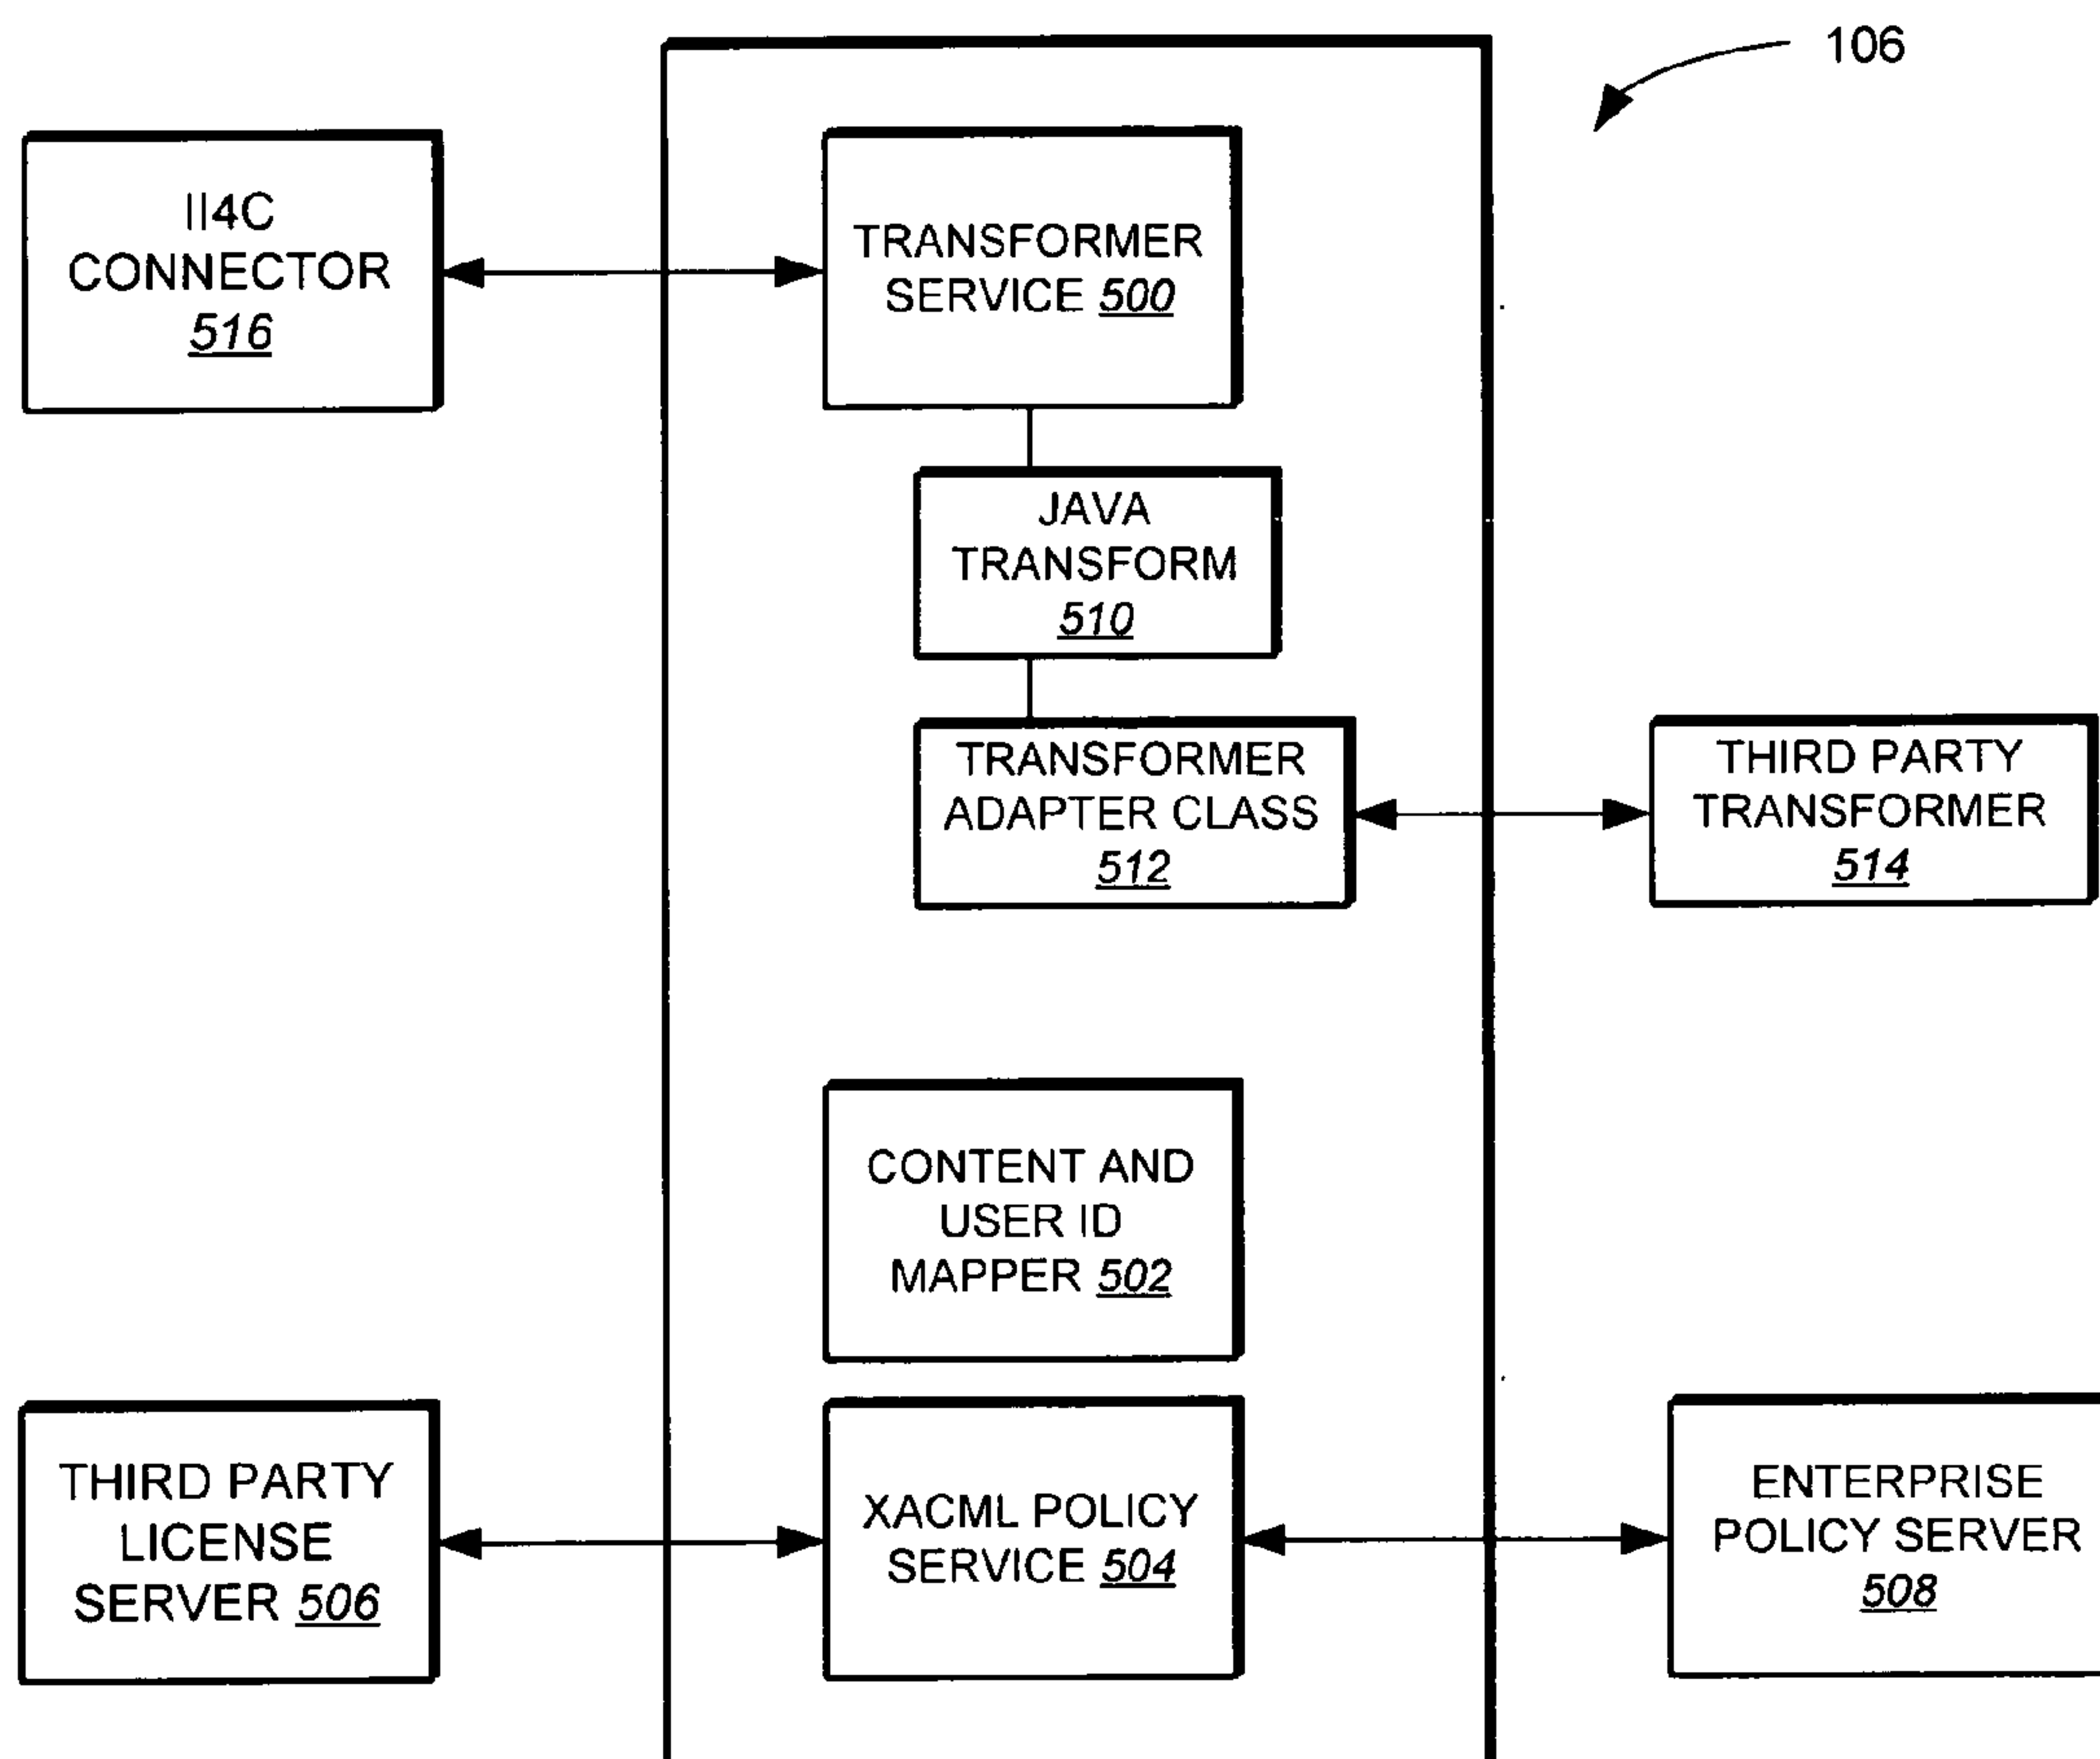 106
II4C
CONNECTOR
516
TRANSFORMER
SERVICE 500
JAVA
TRANSFORM
510
TRANSFORMER
ADAPTER CLASS
512
THIRD PARTY
TRANSFORMER
514
CONTENT AND
USER ID
MAPPER 502
THIRD PARTY
LICENSE
SERVER 506
XACML POLICY
SERVICE 504
ENTERPRISE
POLICY SERVER
508